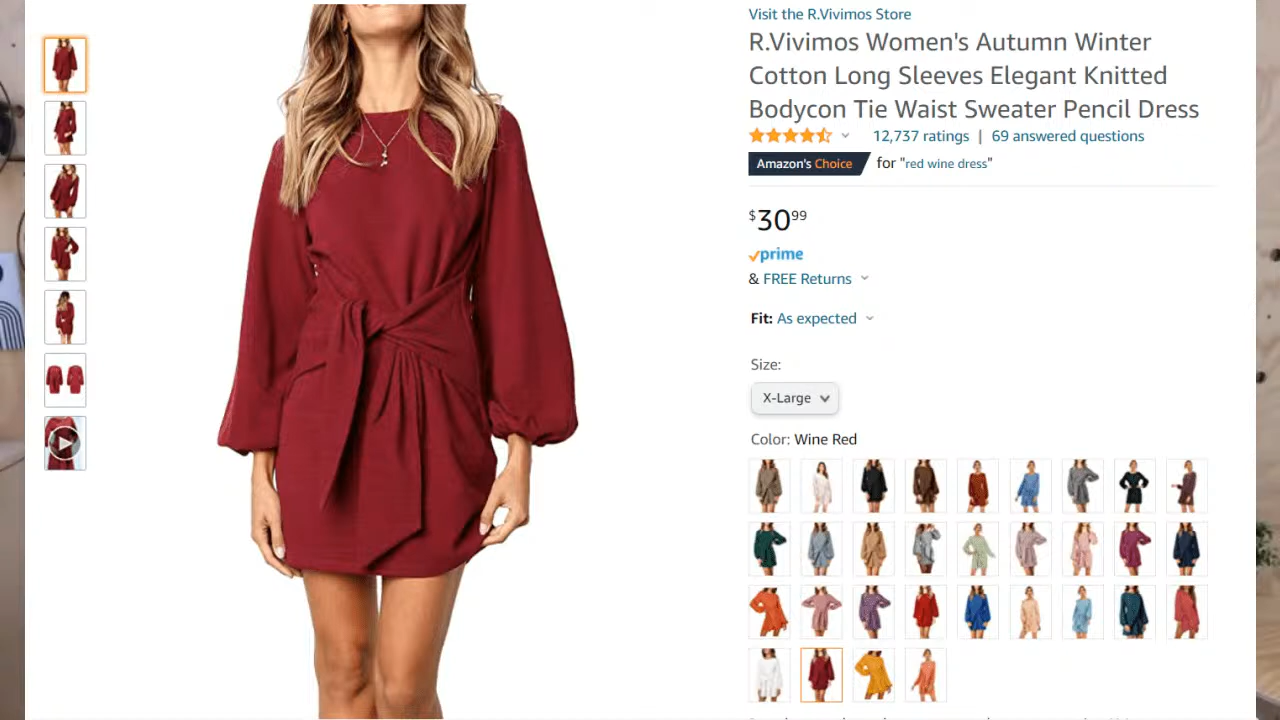 Visit the R.Vivimos Store
R.Vivimos Women's Autumn Winter
Cotton Long Sleeves Elegant Knitted
Bodycon Tie Waist Sweater Pencil Dress
12,737 ratings | 69 answered questions
Amazon's Choice for "red wine dress"
$30 99
prime
& FREE Returns
Fit: As expected
Size:
X-Large
Color: Wine Red